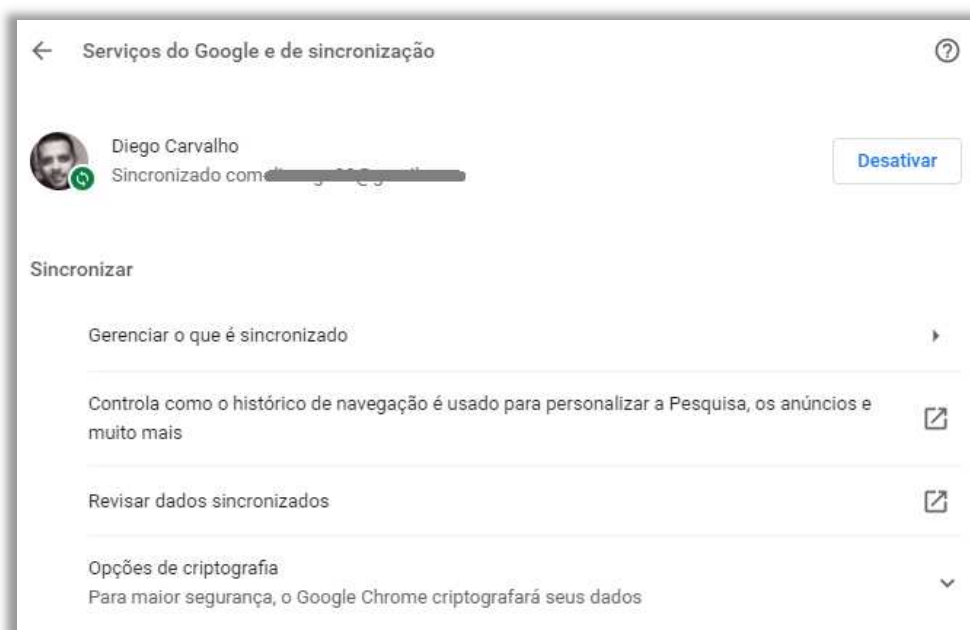 Serviços do Google e de sincronização
Diego Carvalho
Sincronizado com
Desativar
Sincronizar
Gerenciar o que é sincronizado
Controla como o histórico de navegação é usado para personalizar a Pesquisa, os anúncios e
muito mais
Revisar dados sincronizados
Opções de criptografia
Para maior segurança, o Google Chrome criptografará seus dados